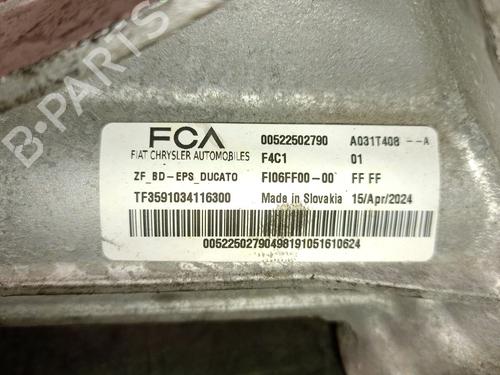 FCA 00522502790 A031T408 --A
FIAT CHRYSLER AUTOMOBILES F4C1 01
ZF_BD-EPS_DUCATO FI06FF00-00 FF FF
TF3591034116300 Made in Slovakia 15/Apr/2024
00522502790498191051610624
B-PARTS